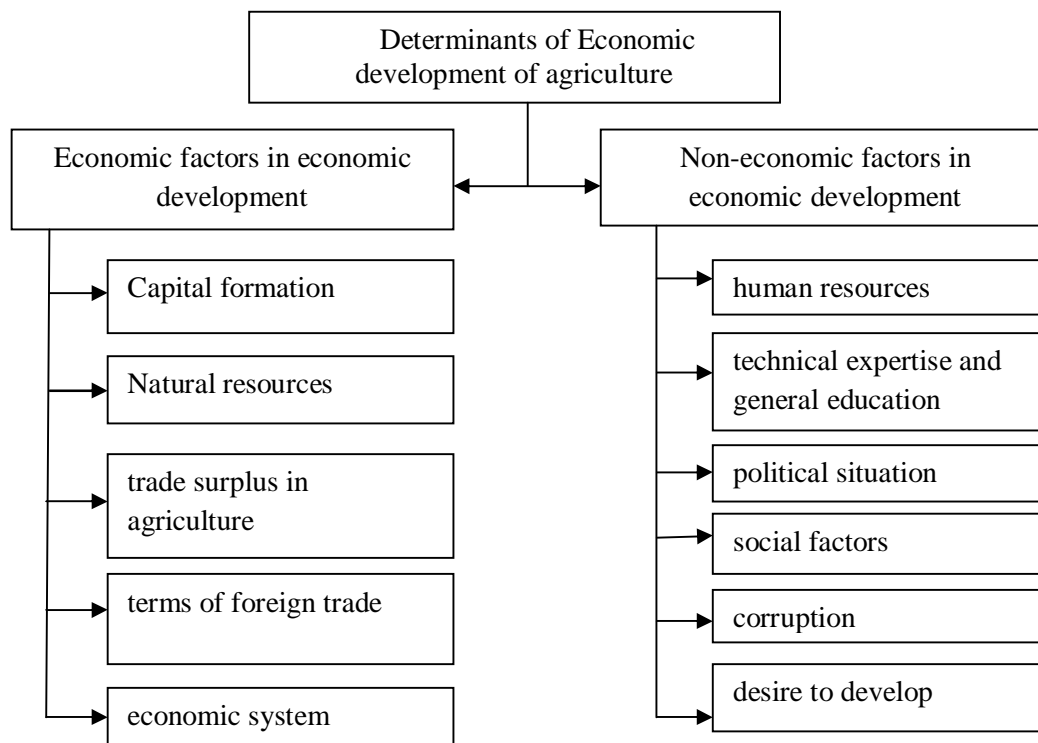 Determinants of Economic
development of agriculture
Economic factors in economic
development
Capital formation
Natural resources
trade surplus in
agriculture
terms of foreign trade
economic system
Non-economic factors in
economic development
human resources
technical expertise and
general education
political situation
social factors
corruption
desire to develop